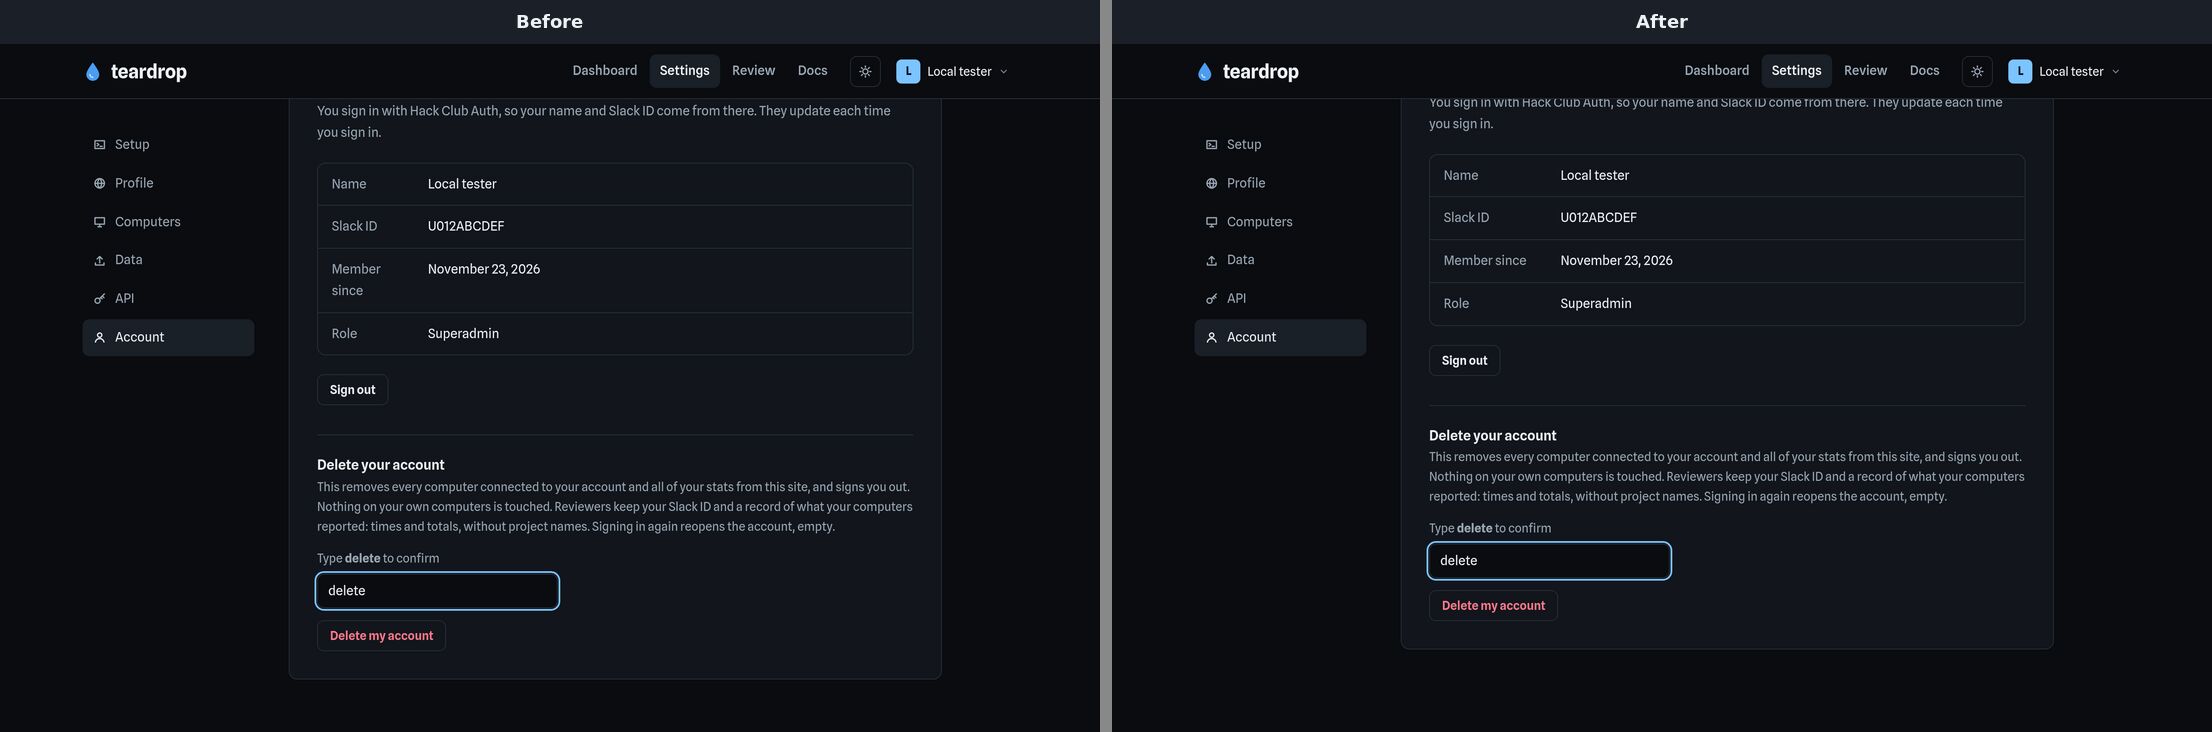 Before
teardrop
Dashboard Settings Review Docs L Local tester
Setup
Profile
Computers
Data
API
Account
You sign in with Hack Club Auth, so your name and Slack ID come from there. They update each time
you sign in.
Name Local tester
Slack ID U012ABCDEF
Member since November 23, 2026
Role Superadmin
Sign out
Delete your account
This removes every computer connected to your account and all of your stats from this site, and signs you out.
Nothing on your own computers is touched. Reviewers keep your Slack ID and a record of what your computers
reported: times and totals, without project names. Signing in again reopens the account, empty.
Type delete to confirm
delete
Delete my account
After
teardrop
Dashboard Settings Review Docs L Local tester
Setup
Profile
Computers
Data
API
Account
You sign in with Hack Club Auth, so your name and Slack ID come from there. They update each time
you sign in.
Name Local tester
Slack ID U012ABCDEF
Member since November 23, 2026
Role Superadmin
Sign out
Delete your account
This removes every computer connected to your account and all of your stats from this site, and signs you out.
Nothing on your own computers is touched. Reviewers keep your Slack ID and a record of what your computers
reported: times and totals, without project names. Signing in again reopens the account, empty.
Type delete to confirm
delete
Delete my account